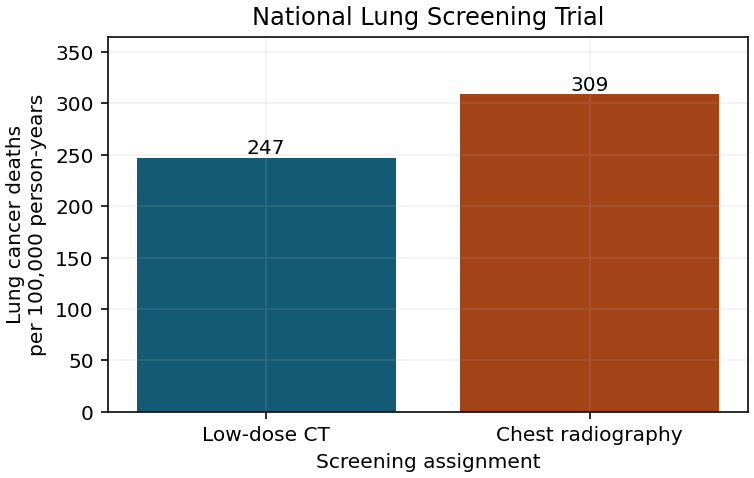 National Lung Screening Trial
Lung cancer deaths
per 100,000 person-years
350
300
250
200
150
100
50
0
247
309
Low-dose CT
Chest radiography
Screening assignment